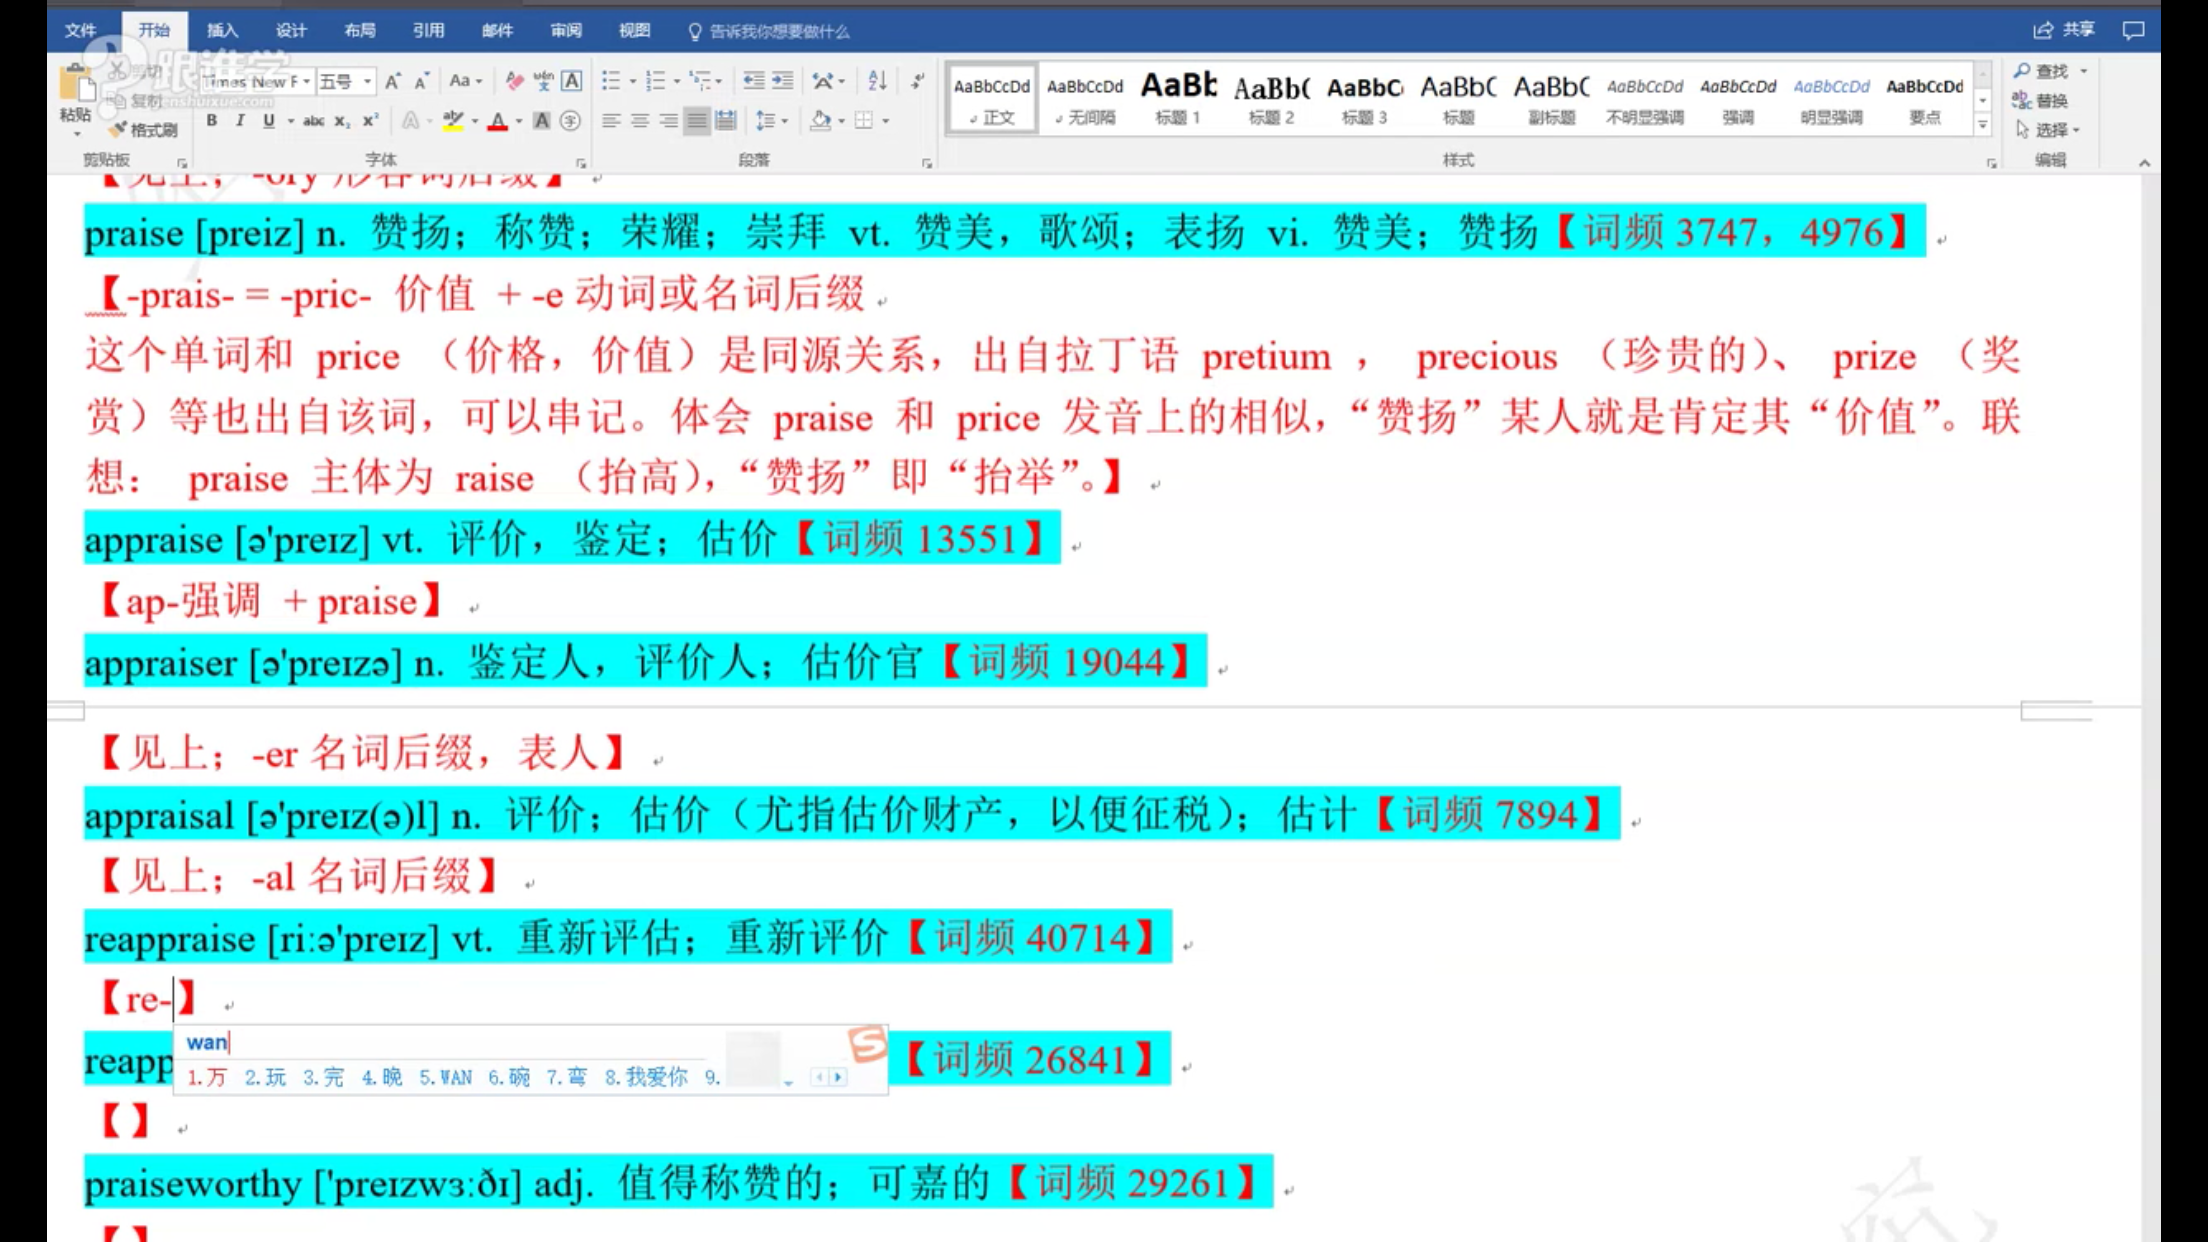 文件 开始 插入 设计 布局 引用 邮件 审阅 视图 告诉我你想要做什么 共享
剪切 Times New F 五号 Aa AaBbCcDd AaBbCcDd AaBb AaBb( AaBbC AaBbC AaBbC AaBbCcDd AaBbCcDd AaBbCcDd AaBbCcDd 查找
粘贴 复制 替换
格式刷 B I U abc 正文 无间隔 标题 1 标题 2 标题 3 标题 副标题 不明显强调 强调 明显强调 要点 选择
剪贴板 字体 段落 样式 编辑
跟谁学
genshuixue.com
【见上；-ory 形容词后缀】
praise [preiz] n. 赞扬；称赞；荣耀；崇拜 vt. 赞美，歌颂；表扬 vi. 赞美；赞扬【词频 3747，4976】
【-prais- = -pric- 价值 + -e 动词或名词后缀
这个单词和 price （价格，价值）是同源关系，出自拉丁语 pretium ， precious （珍贵的）、 prize （奖
赏）等也出自该词，可以串记。体会 praise 和 price 发音上的相似，“赞扬”某人就是肯定其“价值”。联
想： praise 主体为 raise （抬高），“赞扬”即“抬举”。】
appraise [ə'preɪz] vt. 评价，鉴定；估价【词频 13551】
【ap-强调 + praise】
appraiser [ə'preɪzə] n. 鉴定人，评价人；估价官【词频 19044】
【见上；-er 名词后缀，表人】
appraisal [ə'preɪz(ə)l] n. 评价；估价（尤指估价财产，以便征税）；估计【词频 7894】
【见上；-al 名词后缀】
reappraise [ri:ə'preɪz] vt. 重新评估；重新评价【词频 40714】
【re-】
wan
1.万 2.玩 3.完 4.晚 5.WAN 6.碗 7.弯 8.我爱你 9.
reapp 【词频 26841】
【】
praiseworthy ['preɪzwɜ:ðɪ] adj. 值得称赞的；可嘉的【词频 29261】
【】